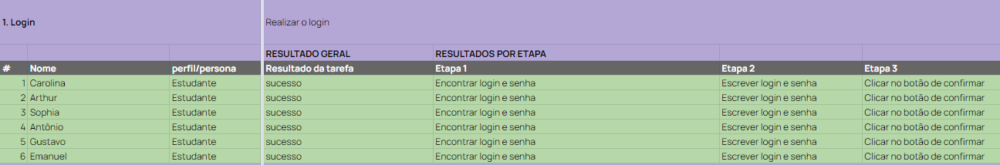 1. Login Realizar o login
RESULTADO GERAL RESULTADOS POR ETAPA
# Nome perfil/persona Resultado da tarefa Etapa 1 Etapa 2 Etapa 3
1 Carolina Estudante sucesso Encontrar login e senha Escrever login e senha Clicar no botão de confirmar
2 Arthur Estudante sucesso Encontrar login e senha Escrever login e senha Clicar no botão de confirmar
3 Sophia Estudante sucesso Encontrar login e senha Escrever login e senha Clicar no botão de confirmar
4 Antônio Estudante sucesso Encontrar login e senha Escrever login e senha Clicar no botão de confirmar
5 Gustavo Estudante sucesso Encontrar login e senha Escrever login e senha Clicar no botão de confirmar
6 Emanuel Estudante sucesso Encontrar login e senha Escrever login e senha Clicar no botão de confirmar